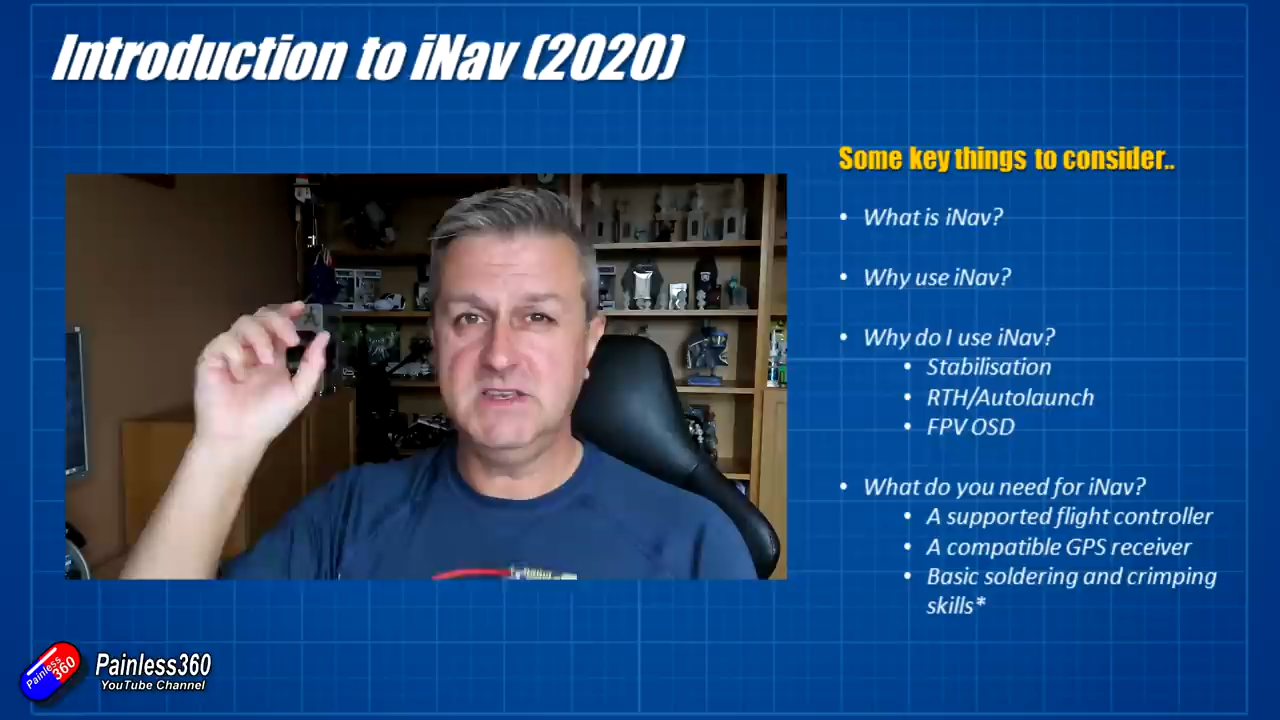 Introduction to iNav (2020)
Some key things to consider..
• What is iNav?
• Why use iNav?
• Why do I use iNav?
• Stabilisation
• RTH/Autolaunch
• FPV OSD
• What do you need for iNav?
• A supported flight controller
• A compatible GPS receiver
• Basic soldering and crimping
skills*
Painless
360
Painless360
YouTube Channel